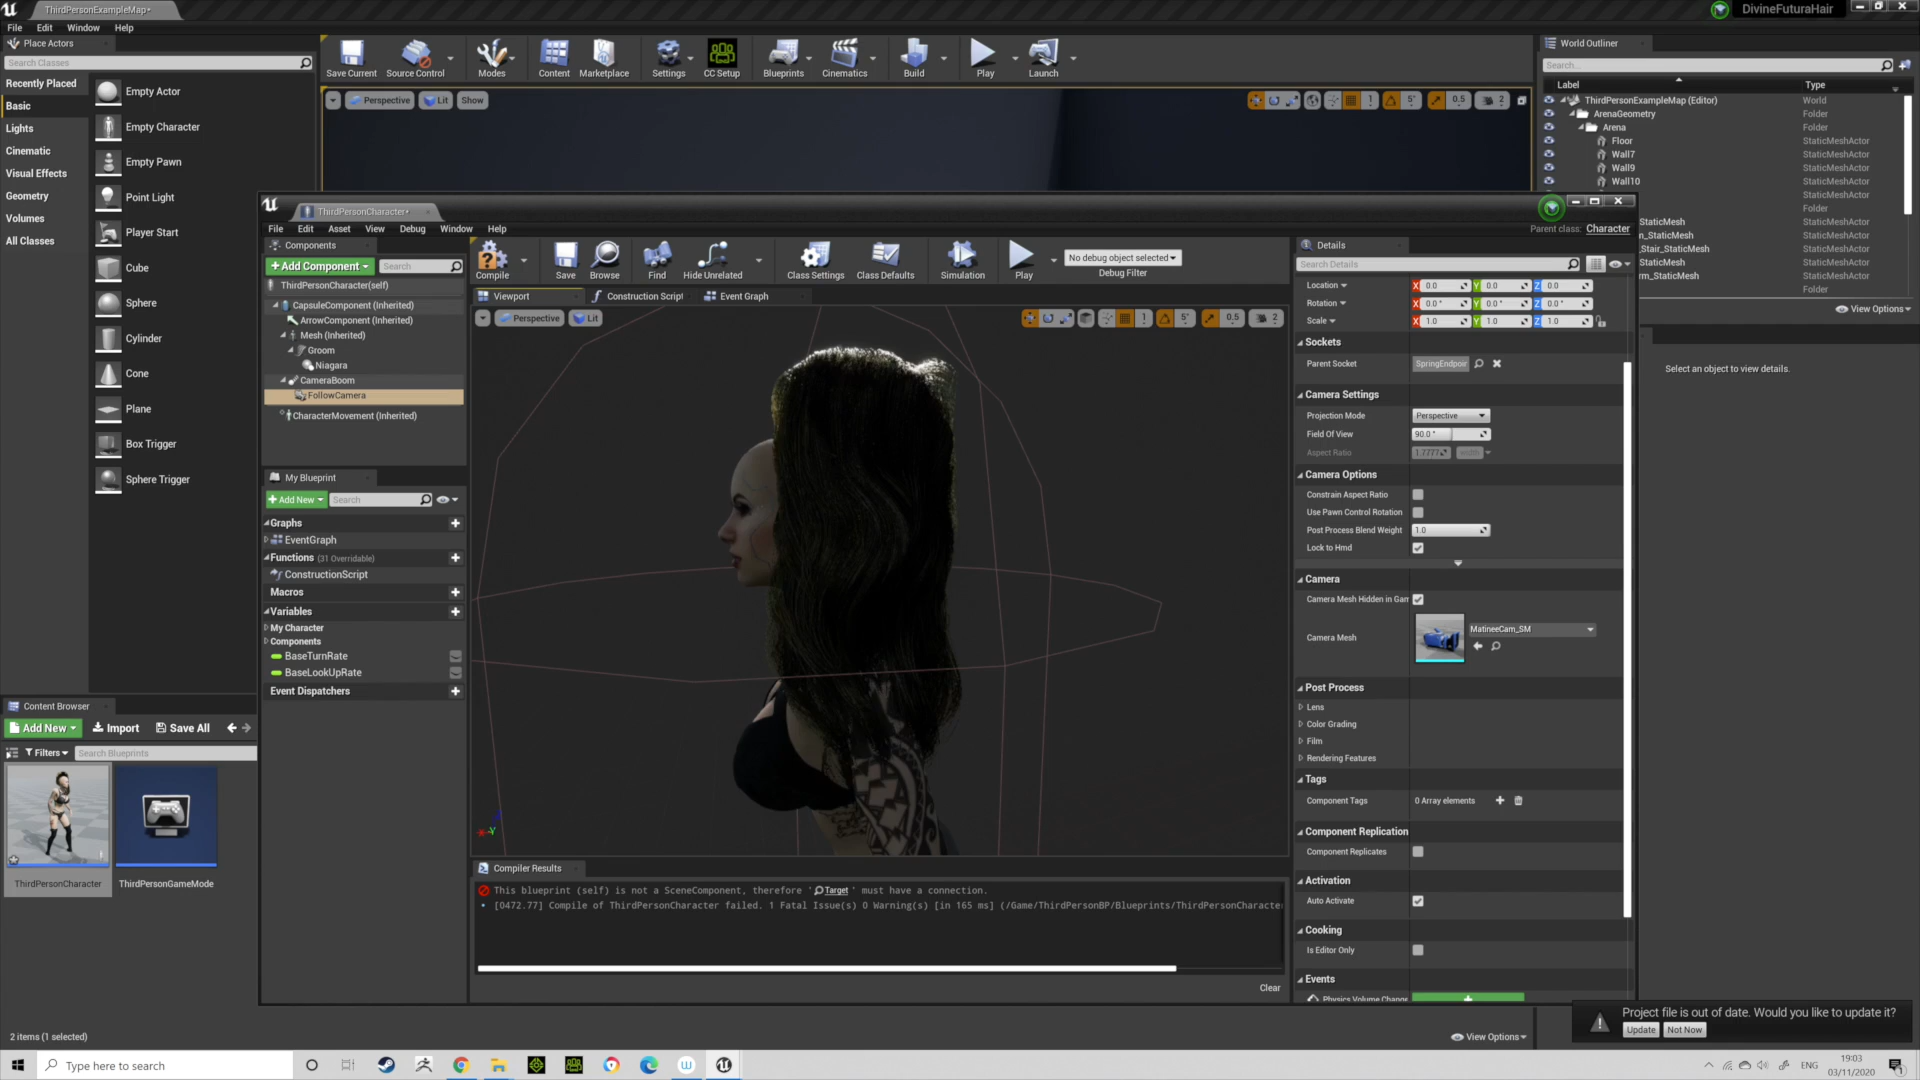 ThirdPersonExampleMap•
DivineFuturaHair
File Edit Window Help
Place Actors
Search Classes
Recently Placed
Basic
Lights
Cinematic
Visual Effects
Geometry
Volumes
All Classes
Empty Actor
Empty Character
Empty Pawn
Point Light
Player Start
Cube
Sphere
Cylinder
Cone
Plane
Box Trigger
Sphere Trigger
Save Current Source Control Modes Content Marketplace Settings CC Setup Blueprints Cinematics Build Play Launch
Perspective Lit Show
1 5° 0.5 2
World Outliner
Search...
Label Type
ThirdPersonExampleMap (Editor) World
ArenaGeometry Folder
Arena Folder
Floor StaticMeshActor
Wall7 StaticMeshActor
Wall9 StaticMeshActor
Wall10 StaticMeshActor
StaticMeshActor
Folder
StaticMesh StaticMeshActor
m_StaticMesh StaticMeshActor
_Stair_StaticMesh StaticMeshActor
StaticMesh StaticMeshActor
rm_StaticMesh StaticMeshActor
Folder
View Options
Select an object to view details.
ThirdPersonCharacter•
File Edit Asset View Debug Window Help
Parent class: Character
Components
+ Add Component Search
ThirdPersonCharacter(self)
CapsuleComponent (Inherited)
ArrowComponent (Inherited)
Mesh (Inherited)
Groom
Niagara
CameraBoom
FollowCamera
CharacterMovement (Inherited)
Compile Save Browse Find Hide Unrelated Class Settings Class Defaults Simulation Play
No debug object selected
Debug Filter
Viewport Construction Script Event Graph
Perspective Lit
1 5° 0.5 2
My Blueprint
+ Add New Search
Graphs
EventGraph
Functions (31 Overridable)
ConstructionScript
Macros
Variables
My Character
Components
BaseTurnRate
BaseLookUpRate
Event Dispatchers
Y
Compiler Results
This blueprint (self) is not a SceneComponent, therefore ' Target ' must have a connection.
[0472.77] Compile of ThirdPersonCharacter failed. 1 Fatal Issue(s) 0 Warning(s) [in 165 ms] (/Game/ThirdPersonBP/Blueprints/ThirdPersonCharacter
Clear
Details
Search Details
Location X 0.0 Y 0.0 Z 0.0
Rotation X 0.0 ° Y 0.0 ° Z 0.0 °
Scale X 1.0 Y 1.0 Z 1.0
Sockets
Parent Socket SpringEndpoir
Camera Settings
Projection Mode Perspective
Field Of View 90.0 °
Aspect Ratio 1.7777 width
Camera Options
Constrain Aspect Ratio
Use Pawn Control Rotation
Post Process Blend Weight 1.0
Lock to Hmd
Camera
Camera Mesh Hidden in Gam
Camera Mesh MatineeCam_SM
Post Process
Lens
Color Grading
Film
Rendering Features
Tags
Component Tags 0 Array elements
Component Replication
Component Replicates
Activation
Auto Activate
Cooking
Is Editor Only
Events
Physics Volume Change
Content Browser
Add New Import Save All
Filters Search Blueprints
ThirdPersonCharacter ThirdPersonGameMode
2 items (1 selected)
View Options
Project file is out of date. Would you like to update it?
Update Not Now
Type here to search
ENG
19:03
03/11/2020